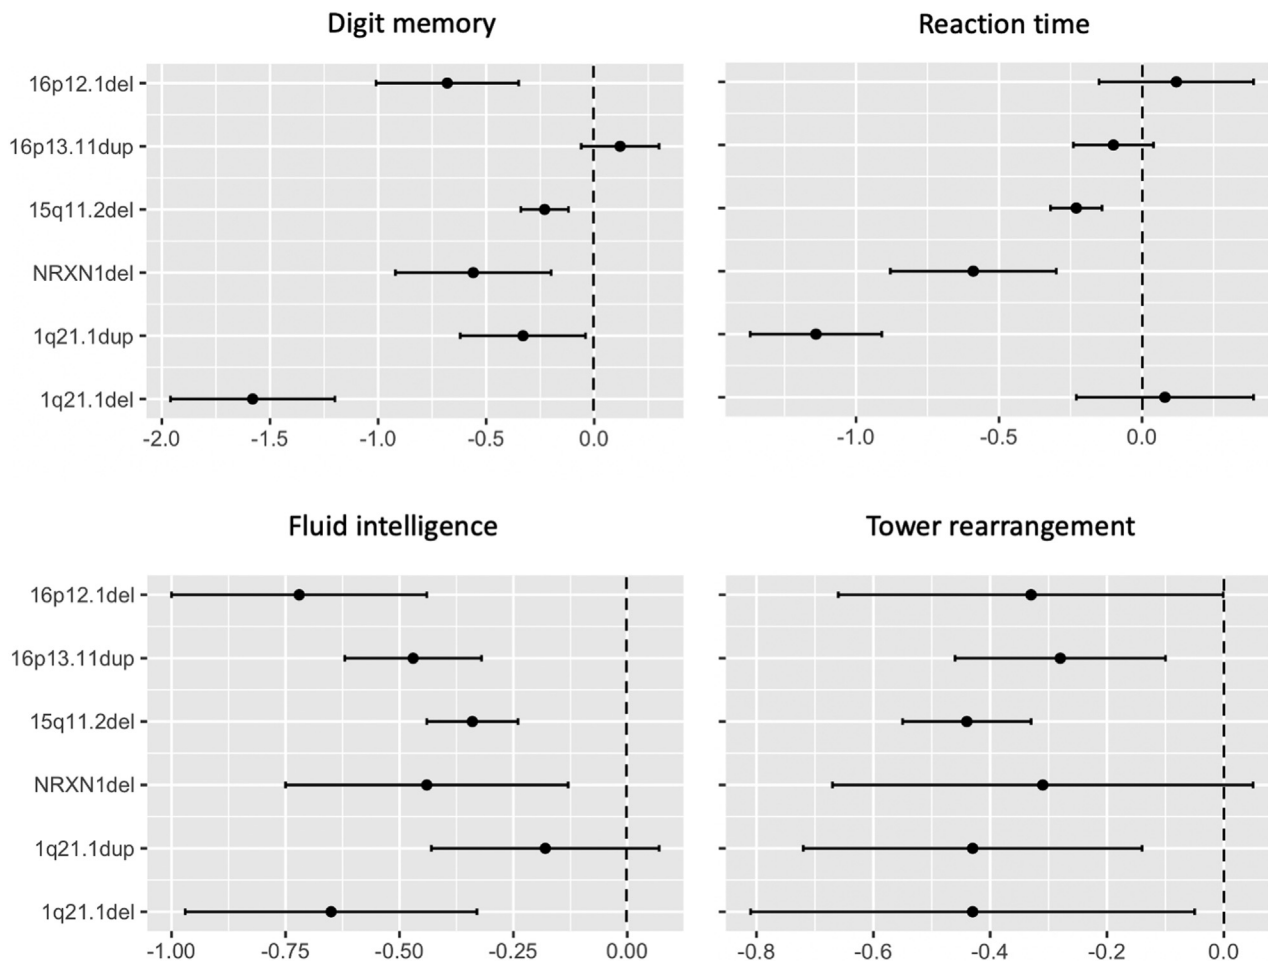 Digit memory
Reaction time
16p12.1del
16p13.11dup
15q11.2del
NRXN1del
1q21.1dup
1q21.1del
-2.0 -1.5 -1.0 -0.5 0.0
-1.0 -0.5 0.0
Fluid intelligence
Tower rearrangement
16p12.1del
16p13.11dup
15q11.2del
NRXN1del
1q21.1dup
1q21.1del
-1.00 -0.75 -0.50 -0.25 0.00
-0.8 -0.6 -0.4 -0.2 0.0